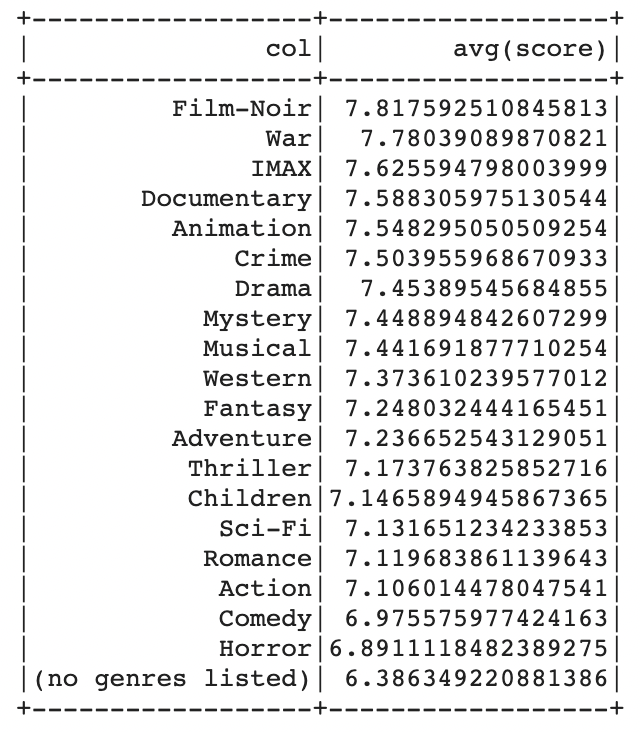 +-------------------+------------------+
|                col|        avg(score)|
+-------------------+------------------+
|          Film-Noir| 7.817592510845813|
|                War|  7.78039089870821|
|               IMAX| 7.625594798003999|
|        Documentary| 7.588305975130544|
|          Animation| 7.548295050509254|
|              Crime| 7.503955968670933|
|              Drama|  7.45389545684855|
|            Mystery| 7.448894842607299|
|            Musical| 7.441691877710254|
|            Western| 7.373610239577012|
|            Fantasy| 7.248032444165451|
|          Adventure| 7.236652543129051|
|           Thriller| 7.173763825852716|
|           Children|7.1465894945867365|
|             Sci-Fi| 7.131651234233853|
|            Romance| 7.119683861139643|
|             Action| 7.106014478047541|
|             Comedy| 6.975575977424163|
|             Horror|6.8911118482389275|
|(no genres listed)| 6.386349220881386|
+-------------------+------------------+